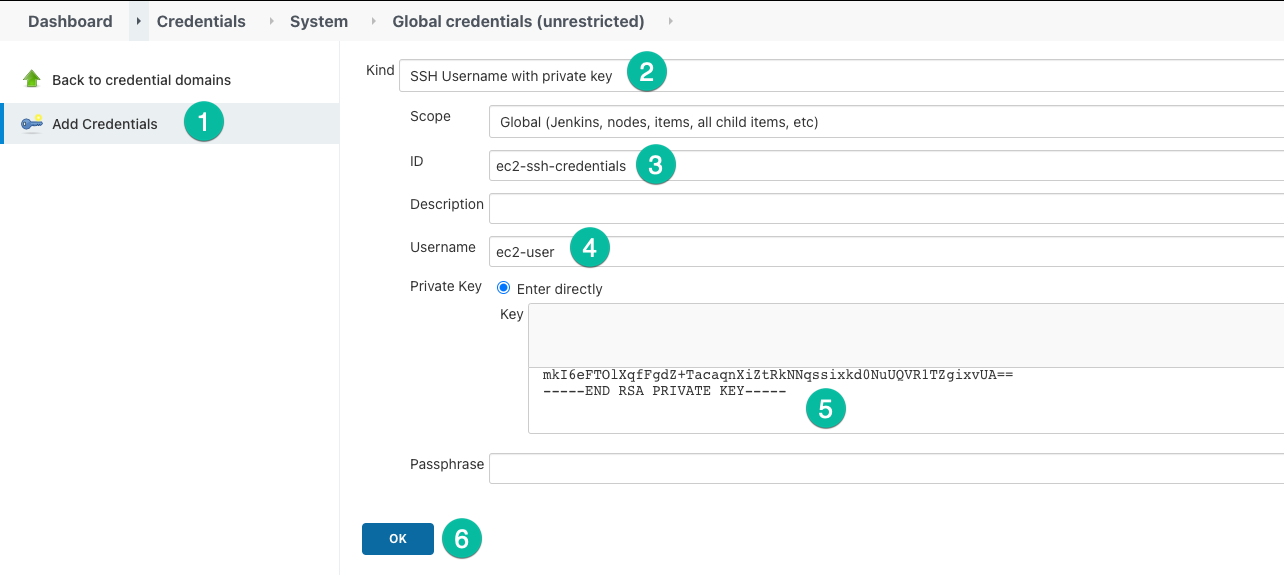 Dashboard Credentials System Global credentials (unrestricted)
Back to credential domains
Add Credentials 1
Kind SSH Username with private key 2
Scope Global (Jenkins, nodes, items, all child items, etc)
ID ec2-ssh-credentials 3
Description
Username ec2-user 4
Private Key Enter directly
Key
mkI6eFTOlXqfFgdZ+TacaqnXiZtRkNNqssixkd0NuUQVRlTZgixvUA==
-----END RSA PRIVATE KEY-----
5
Passphrase
OK 6